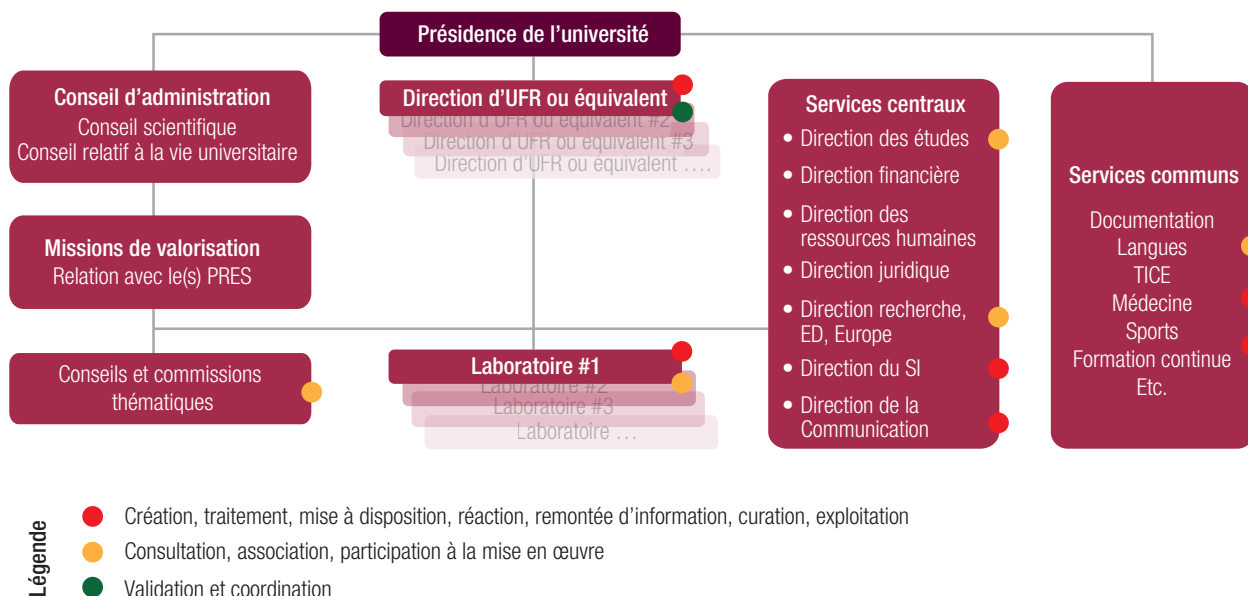 Présidence de l'université
Conseil d'administration
Conseil scientifique
Conseil relatif à la vie universitaire
Missions de valorisation
Relation avec le(s) PRES
Conseils et commissions
thématiques
Direction d'UFR ou équivalent
Direction d'UFR ou équivalent #2
Direction d'UFR ou équivalent #3
Direction d'UFR ou équivalent ….
Laboratoire #1
Laboratoire #2
Laboratoire #3
Laboratoire …
Services centraux
• Direction des études
• Direction financière
• Direction des
ressources humaines
• Direction juridique
• Direction recherche,
ED, Europe
• Direction du SI
• Direction de la
Communication
Services communs
Documentation
Langues
TICE
Médecine
Sports
Formation continue
Etc.
Légende
Création, traitement, mise à disposition, réaction, remontée d'information, curation, exploitation
Consultation, association, participation à la mise en œuvre
Validation et coordination